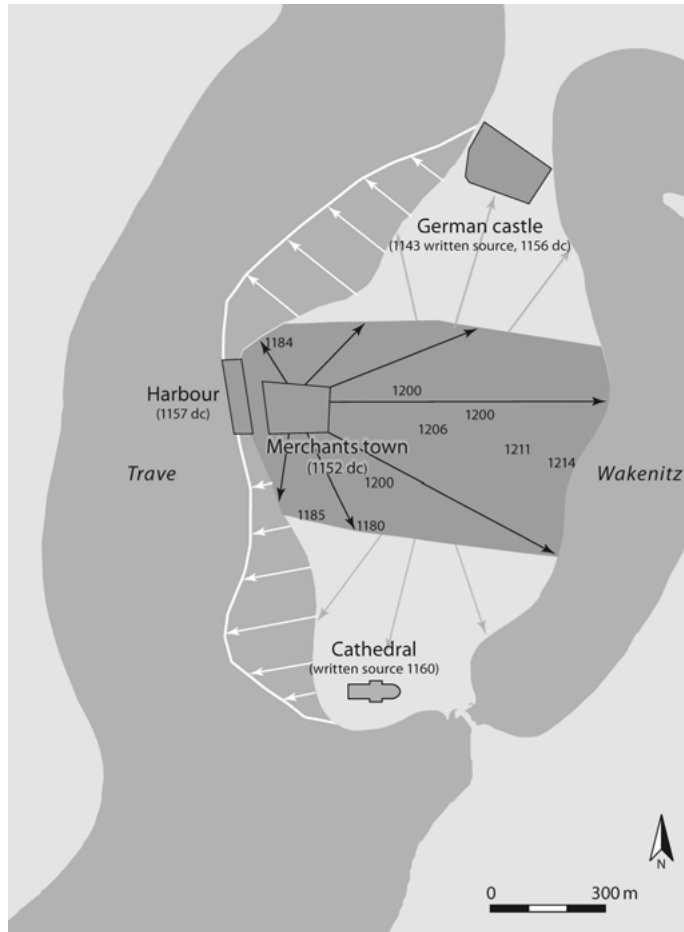 German castle
(1143 written source, 1156 dc)
1184
Harbour
(1157 dc)
1200
1200
1206
Merchants town
(1152 dc)
1211
1214
Trave
1200
Wakenitz
1185
1180
Cathedral
(written source 1160)
N
0 300 m